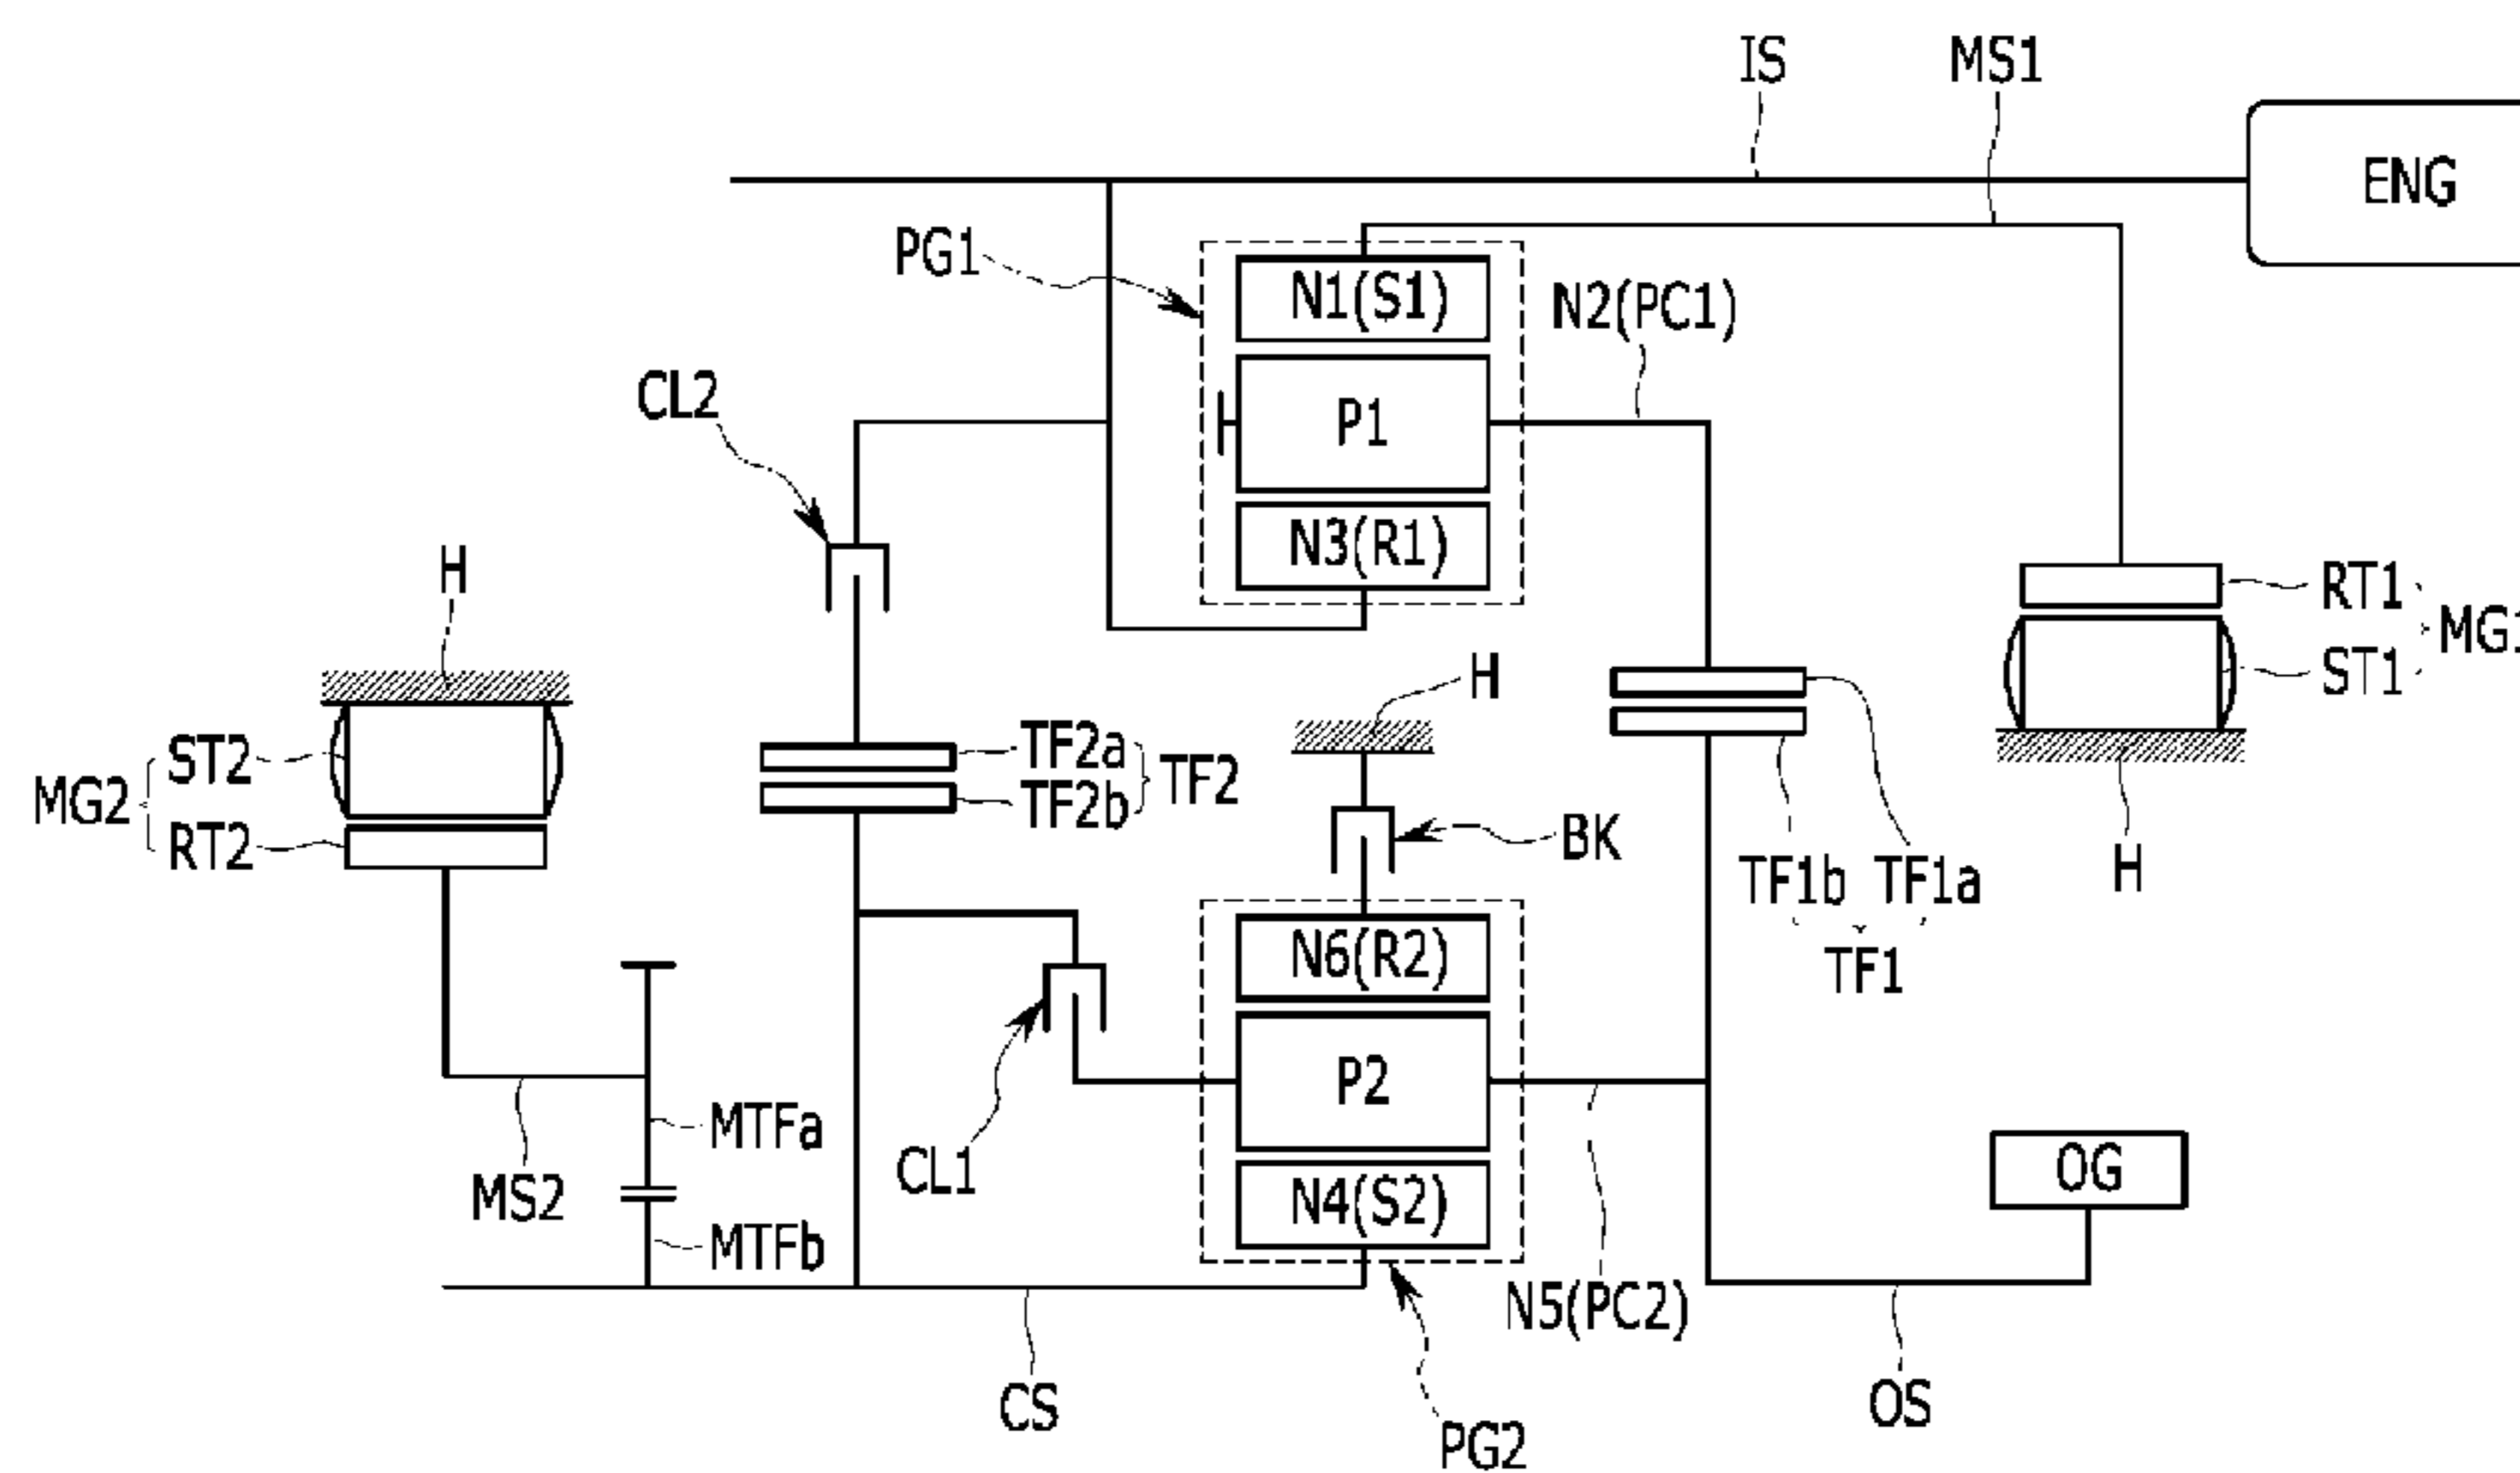 IS
MS1
ENG
PG1
N1(S1)
N2(PC1)
CL2
P1
N3(R1)
H
RT1
MG1
ST1
H
ST2
MG2
RT2
TF2a
TF2
TF2b
BK
TF1b
TF1a
TF1
H
N6(R2)
P2
MTFa
CL1
MS2
N4(S2)
OG
MTFb
N5(PC2)
CS
OS
PG2